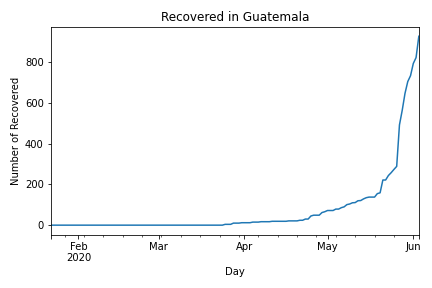 Recovered in Guatemala
Number of Recovered
800
600
400
200
0
Feb
2020
Mar
Apr
May
Jun
Day